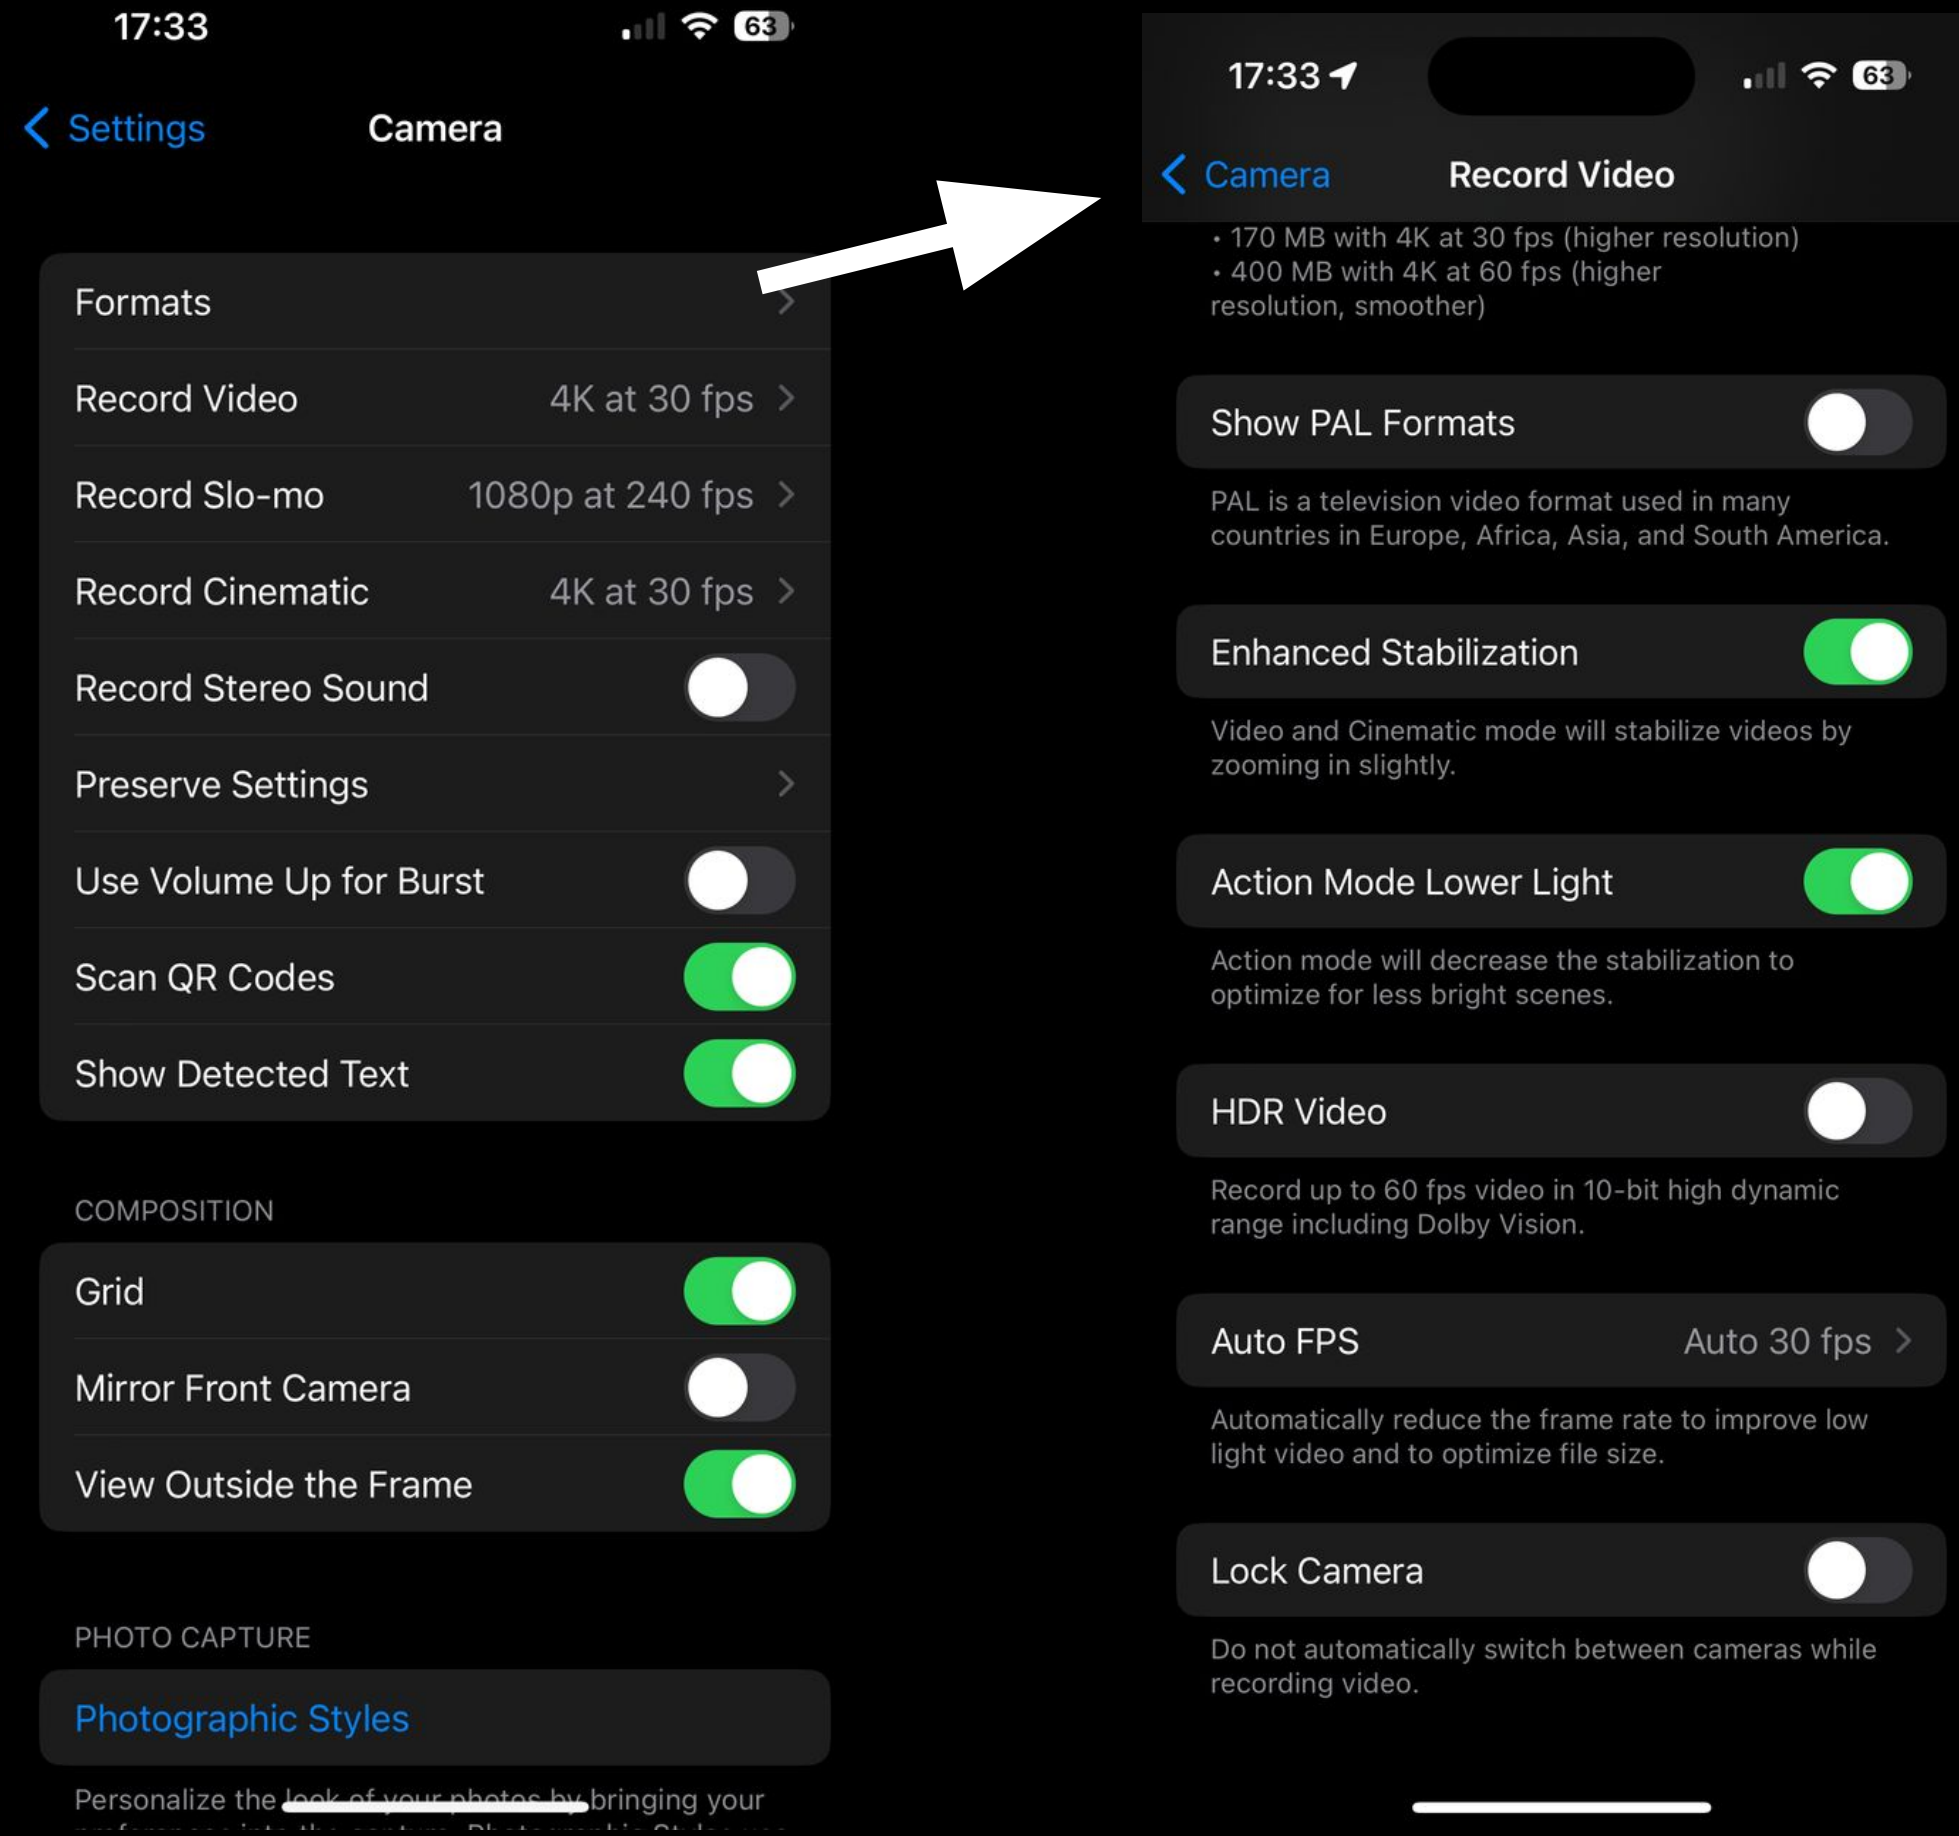 17:33
63
Settings
Camera
Formats
Record Video
4K at 30 fps
Record Slo-mo
1080p at 240 fps
Record Cinematic
4K at 30 fps
Record Stereo Sound
Preserve Settings
Use Volume Up for Burst
Scan QR Codes
Show Detected Text
COMPOSITION
Grid
Mirror Front Camera
View Outside the Frame
PHOTO CAPTURE
Photographic Styles
Personalize the look of your photos by bringing your
17:33
63
Camera
Record Video
• 170 MB with 4K at 30 fps (higher resolution)
• 400 MB with 4K at 60 fps (higher
resolution, smoother)
Show PAL Formats
PAL is a television video format used in many
countries in Europe, Africa, Asia, and South America.
Enhanced Stabilization
Video and Cinematic mode will stabilize videos by
zooming in slightly.
Action Mode Lower Light
Action mode will decrease the stabilization to
optimize for less bright scenes.
HDR Video
Record up to 60 fps video in 10-bit high dynamic
range including Dolby Vision.
Auto FPS
Auto 30 fps
Automatically reduce the frame rate to improve low
light video and to optimize file size.
Lock Camera
Do not automatically switch between cameras while
recording video.